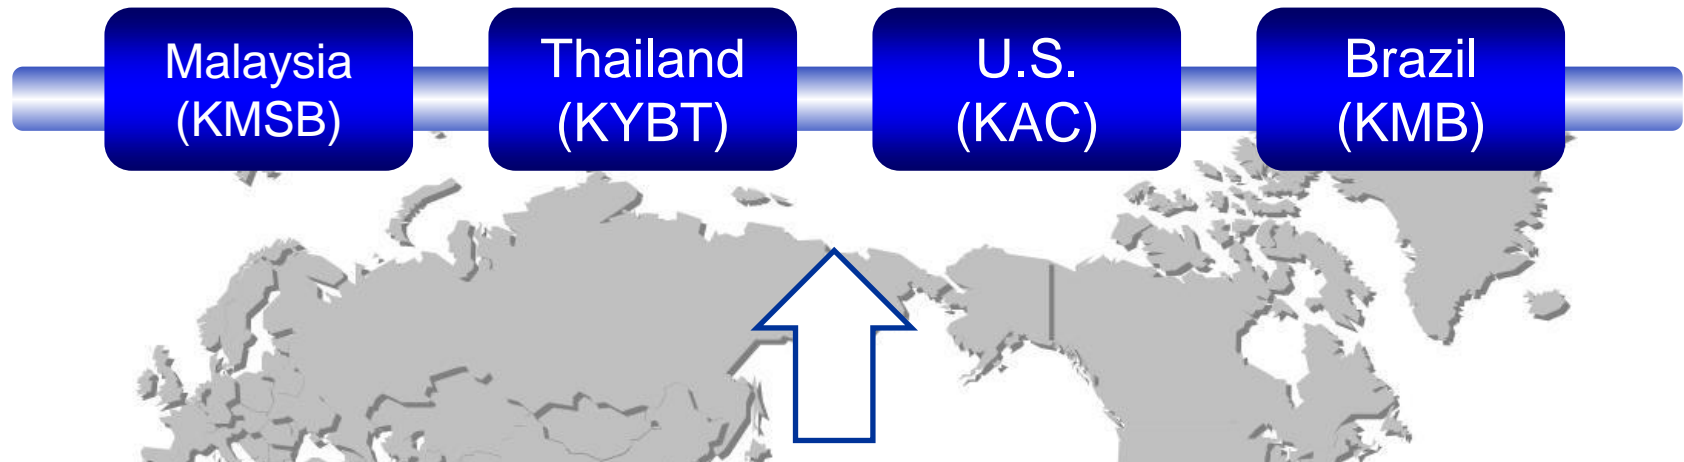 Malaysia
(KMSB)
Thailand
(KYBT)
U.S.
(KAC)
Brazil
(KMB)